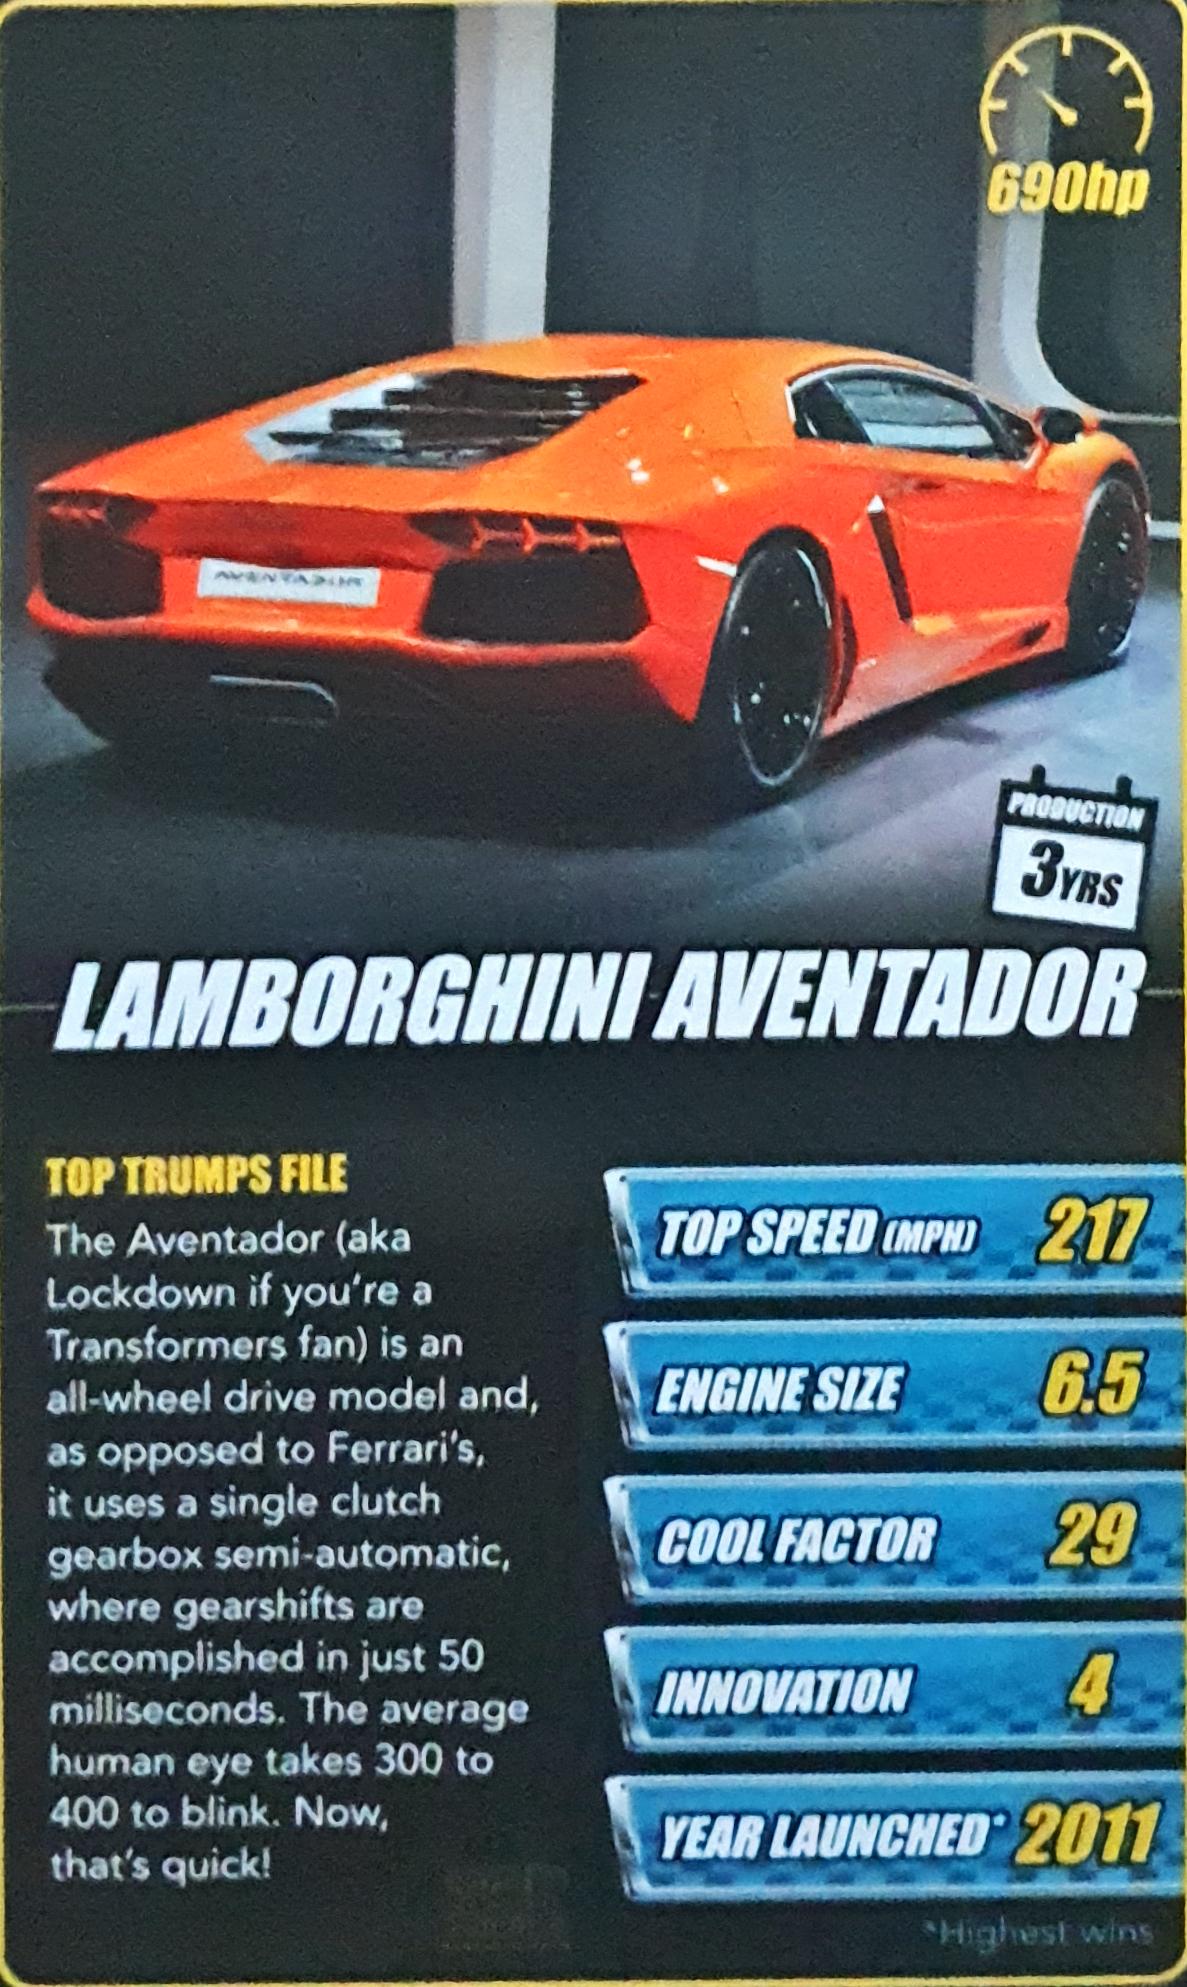 690hp
AVENTADOR
PRODUCTION
3YRS
LAMBORGHINI AVENTADOR
TOP TRUMPS FILE
The Aventador (aka
Lockdown if you're a
Transformers fan) is an
all-wheel drive model and,
as opposed to Ferrari's,
it uses a single clutch
gearbox semi-automatic,
where gearshifts are
accomplished in just 50
milliseconds. The average
human eye takes 300 to
400 to blink. Now,
that's quick!
TOP SPEED (MPH) 217
ENGINE SIZE 6.5
COOL FACTOR 29
INNOVATION 4
YEAR LAUNCHED* 2011
*Highest wins